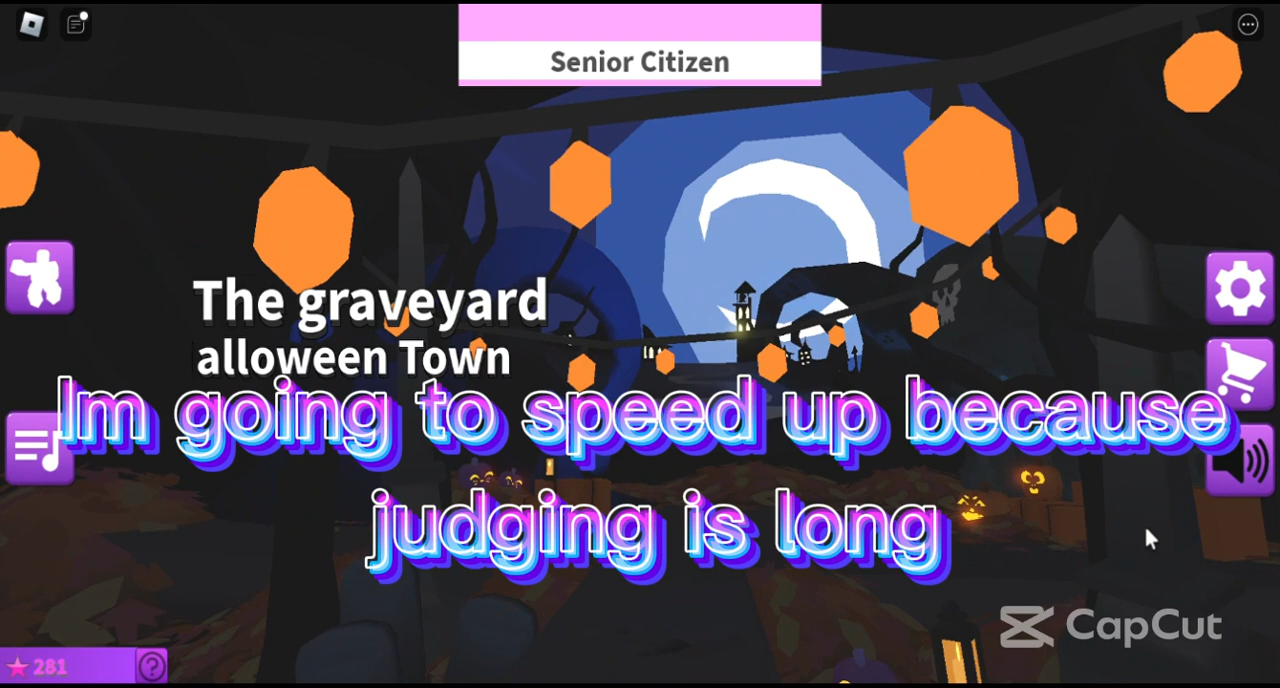 Senior Citizen
The graveyard
alloween Town
Im going to speed up because
judging is long
CapCut
281
?